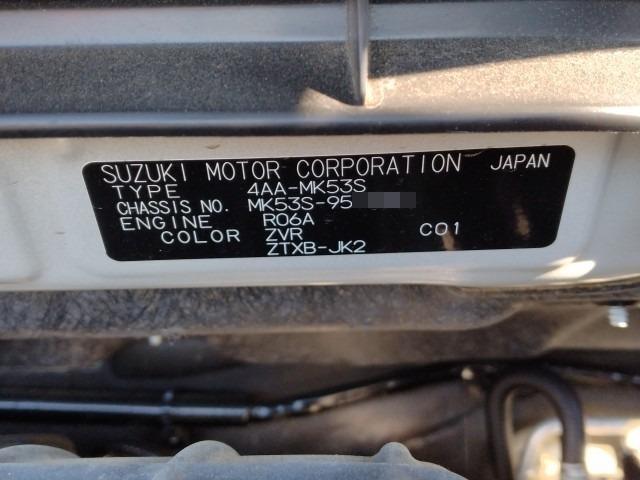 SUZUKI MOTOR CORPORATION JAPAN
TYPE 4AA-MK53S
CHASSIS NO. MK53S-95
ENGINE R06A
COLOR ZVR C01
ZTXB-JK2